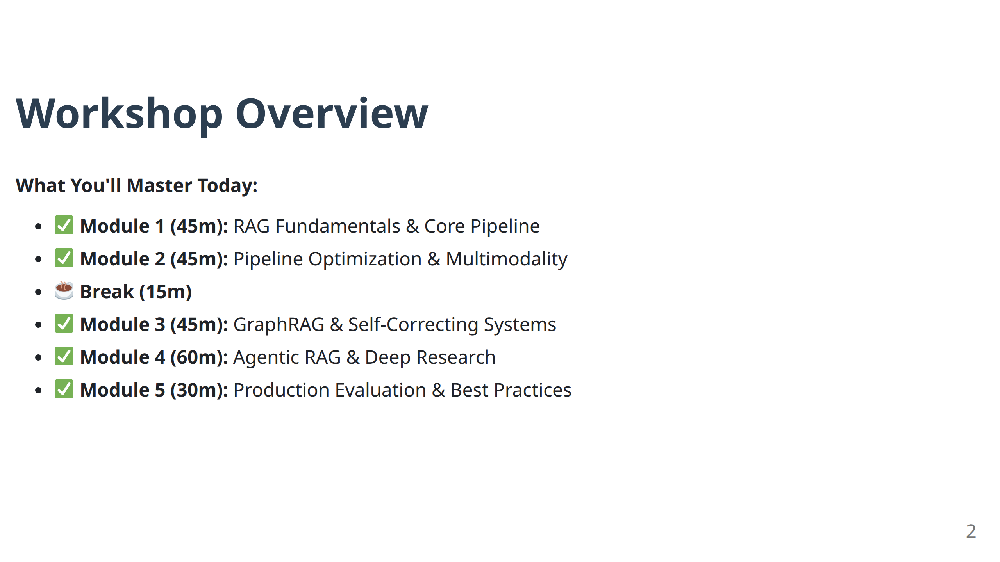 Workshop Overview
What You'll Master Today:
• ✅ Module 1 (45m): RAG Fundamentals & Core Pipeline
• ✅ Module 2 (45m): Pipeline Optimization & Multimodality
• ☕ Break (15m)
• ✅ Module 3 (45m): GraphRAG & Self-Correcting Systems
• ✅ Module 4 (60m): Agentic RAG & Deep Research
• ✅ Module 5 (30m): Production Evaluation & Best Practices
2